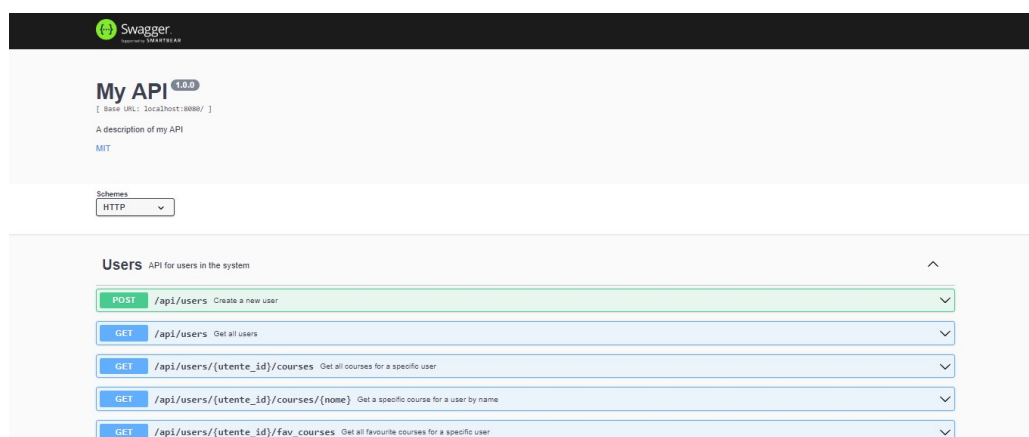 Swagger.
Supported by SMARTBEAR
My API 1.0.0
[ Base URL: localhost:8080/ ]
A description of my API
MIT
Schemes
HTTP
Users API for users in the system
POST /api/users Create a new user
GET /api/users Get all users
GET /api/users/{utente_id}/courses Get all courses for a specific user
GET /api/users/{utente_id}/courses/{nome} Get a specific course for a user by name
GET /api/users/{utente_id}/fav_courses Get all favourite courses for a specific user